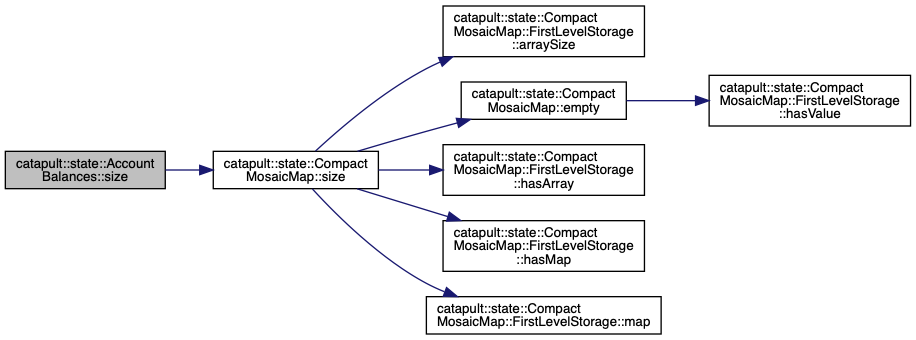 catapult::state::Account
Balances::size
catapult::state::Compact
MosaicMap::size
catapult::state::Compact
MosaicMap::FirstLevelStorage
::arraySize
catapult::state::Compact
MosaicMap::empty
catapult::state::Compact
MosaicMap::FirstLevelStorage
::hasValue
catapult::state::Compact
MosaicMap::FirstLevelStorage
::hasArray
catapult::state::Compact
MosaicMap::FirstLevelStorage
::hasMap
catapult::state::Compact
MosaicMap::FirstLevelStorage::map